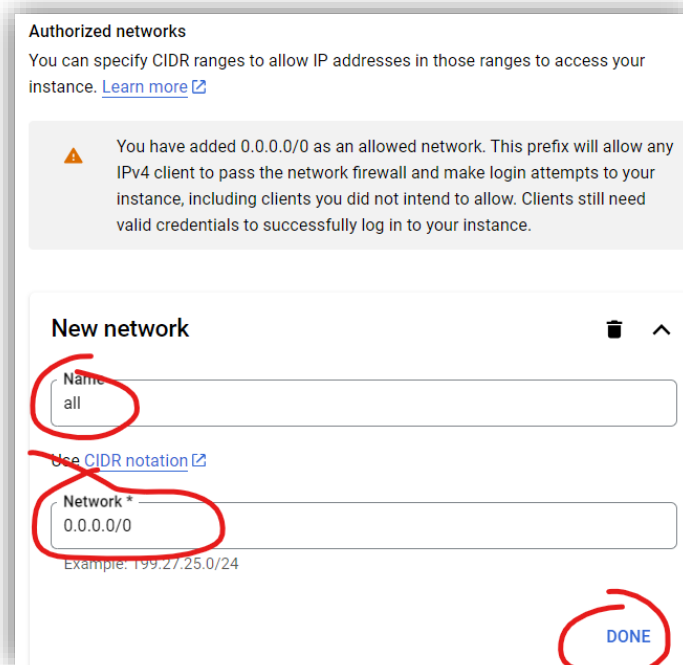 Authorized networks
You can specify CIDR ranges to allow IP addresses in those ranges to access your
instance. Learn more
You have added 0.0.0.0/0 as an allowed network. This prefix will allow any
IPv4 client to pass the network firewall and make login attempts to your
instance, including clients you did not intend to allow. Clients still need
valid credentials to successfully log in to your instance.
New network
Name
all
Use CIDR notation
Network *
0.0.0.0/0
Example: 199.27.25.0/24
DONE